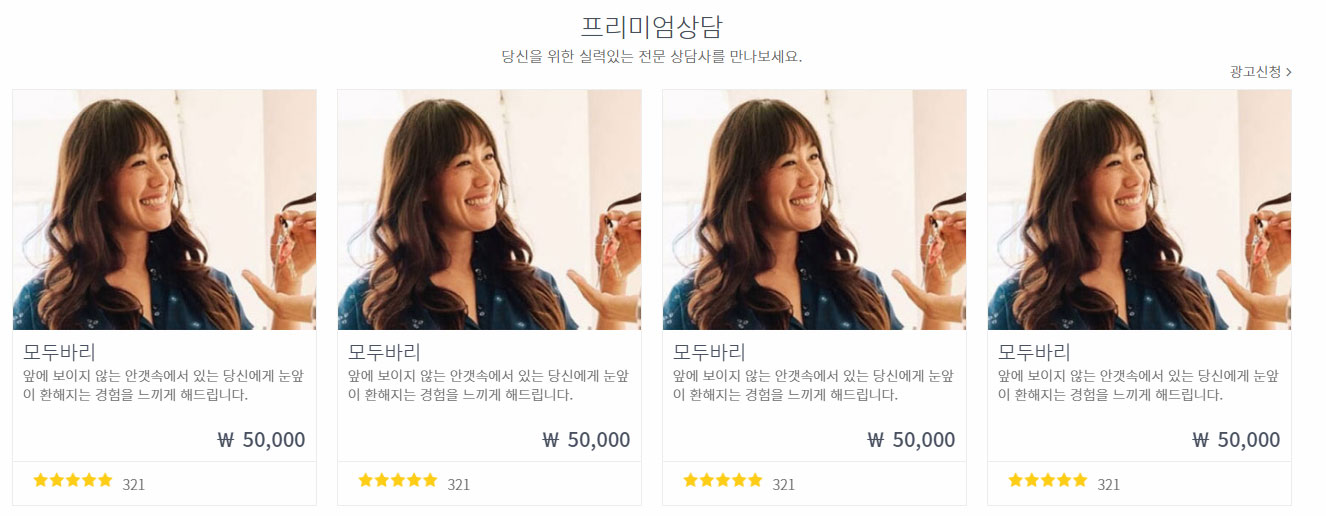 프리미엄상담
당신을 위한 실력있는 전문 상담사를 만나보세요.
광고신청 >
모두바리
앞에 보이지 않는 안갯속에서 있는 당신에게 눈앞
이 환해지는 경험을 느끼게 해드립니다.
₩ 50,000
321
모두바리
앞에 보이지 않는 안갯속에서 있는 당신에게 눈앞
이 환해지는 경험을 느끼게 해드립니다.
₩ 50,000
321
모두바리
앞에 보이지 않는 안갯속에서 있는 당신에게 눈앞
이 환해지는 경험을 느끼게 해드립니다.
₩ 50,000
321
모두바리
앞에 보이지 않는 안갯속에서 있는 당신에게 눈앞
이 환해지는 경험을 느끼게 해드립니다.
₩ 50,000
321